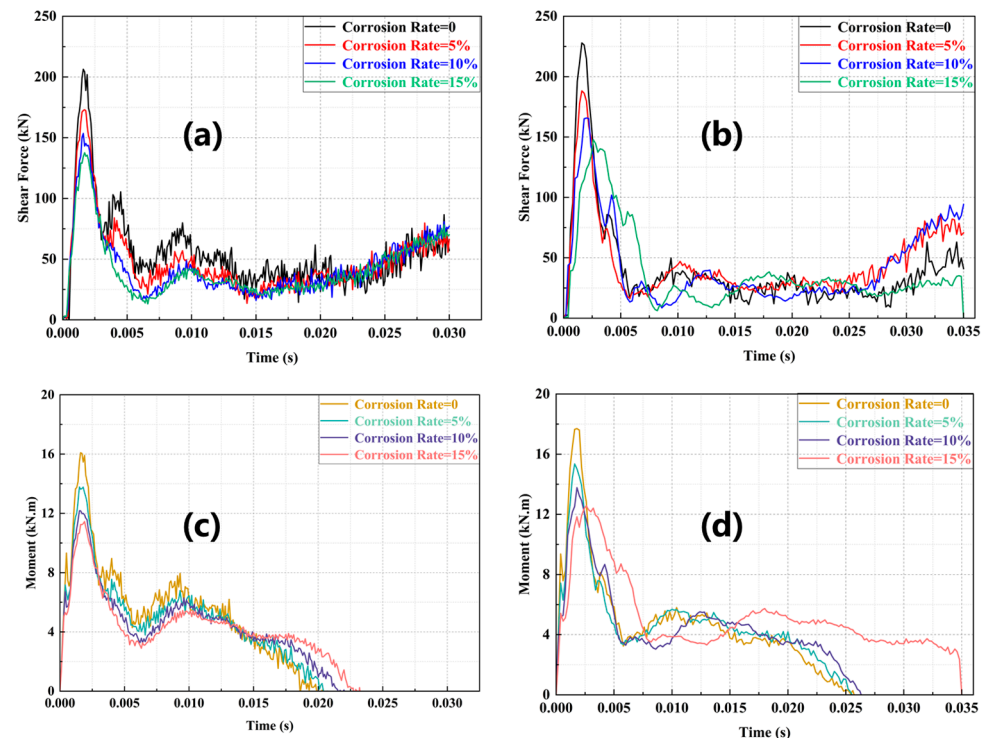 250
200
150
100
50
0
Shear Force (kN)
Corrosion Rate=0
Corrosion Rate=5%
Corrosion Rate=10%
Corrosion Rate=15%
(a)
0.000 0.005 0.010 0.015 0.020 0.025 0.030
Time (s)
250
200
150
100
50
0
Shear Force (kN)
Corrosion Rate=0
Corrosion Rate=5%
Corrosion Rate=10%
Corrosion Rate=15%
(b)
0.000 0.005 0.010 0.015 0.020 0.025 0.030 0.035
Time (s)
20
16
12
8
4
0
Moment (kN.m)
Corrosion Rate=0
Corrosion Rate=5%
Corrosion Rate=10%
Corrosion Rate=15%
(c)
0.000 0.005 0.010 0.015 0.020 0.025 0.030
Time (s)
20
16
12
8
4
0
Moment (kN.m)
Corrosion Rate=0
Corrosion Rate=5%
Corrosion Rate=10%
Corrosion Rate=15%
(d)
0.000 0.005 0.010 0.015 0.020 0.025 0.030 0.035
Time (s)